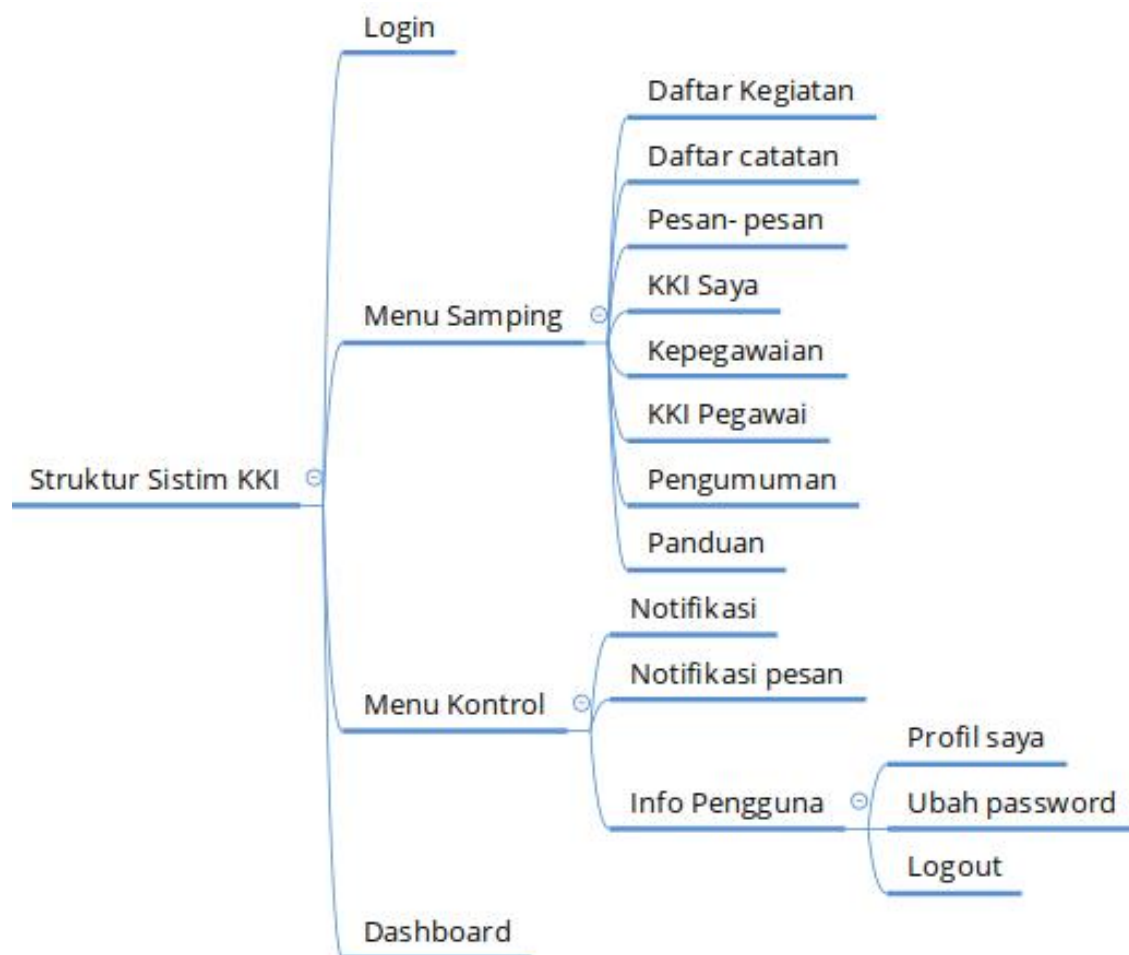 Login
Daftar Kegiatan
Daftar catatan
Pesan- pesan
KKI Saya
Menu Samping
Kepegawaian
KKI Pegawai
Struktur Sistim KKI
Pengumuman
Panduan
Notifikasi
Notifikasi pesan
Menu Kontrol
Profil saya
Info Pengguna
Ubah password
Logout
Dashboard